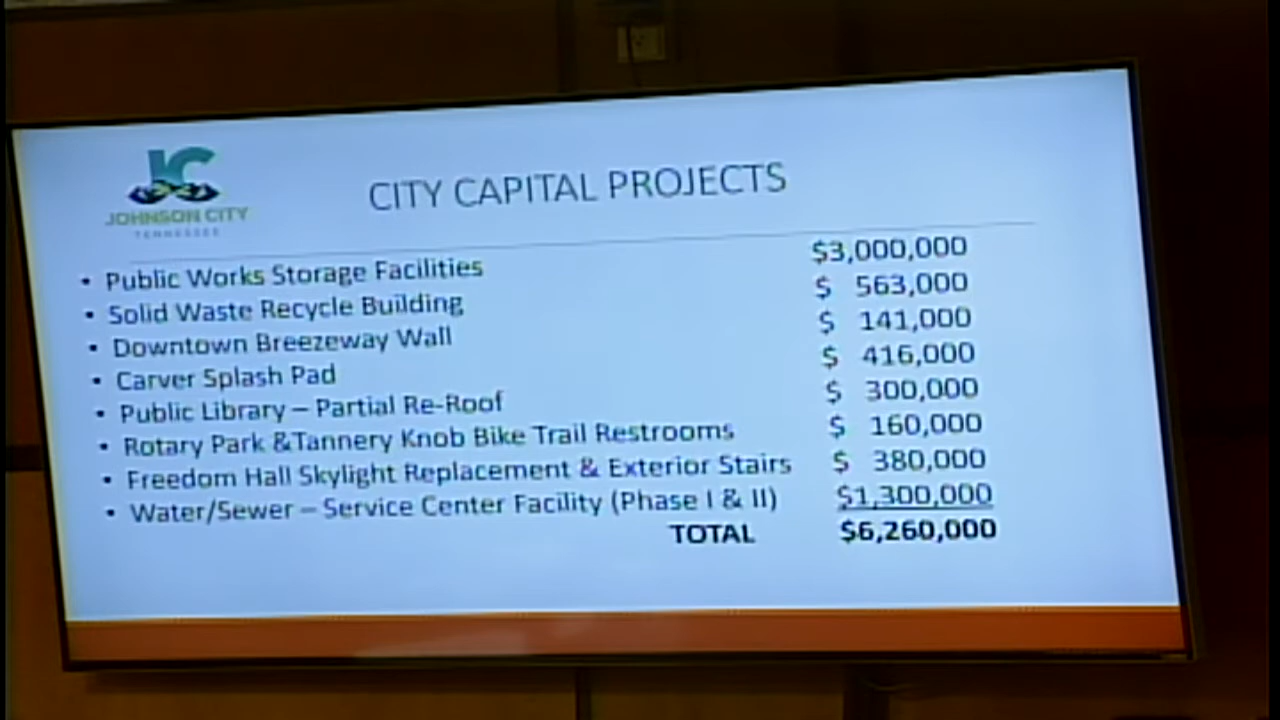 JC
JOHNSON CITY
TENNESSEE
CITY CAPITAL PROJECTS
• Public Works Storage Facilities $3,000,000
• Solid Waste Recycle Building $ 563,000
• Downtown Breezeway Wall $ 141,000
• Carver Splash Pad $ 416,000
• Public Library – Partial Re-Roof $ 300,000
• Rotary Park &Tannery Knob Bike Trail Restrooms $ 160,000
• Freedom Hall Skylight Replacement & Exterior Stairs $ 380,000
• Water/Sewer – Service Center Facility (Phase I & II) $1,300,000
TOTAL $6,260,000